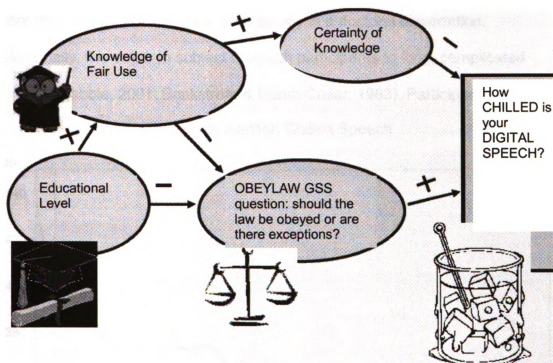 +
Knowledge of
Fair Use
Certainty of
Knowledge
–
How
CHILLED is
your
DIGITAL
SPEECH?
+
–
Educational
Level
–
OBEYLAW GSS
question: should the
law be obeyed or are
there exceptions?
+